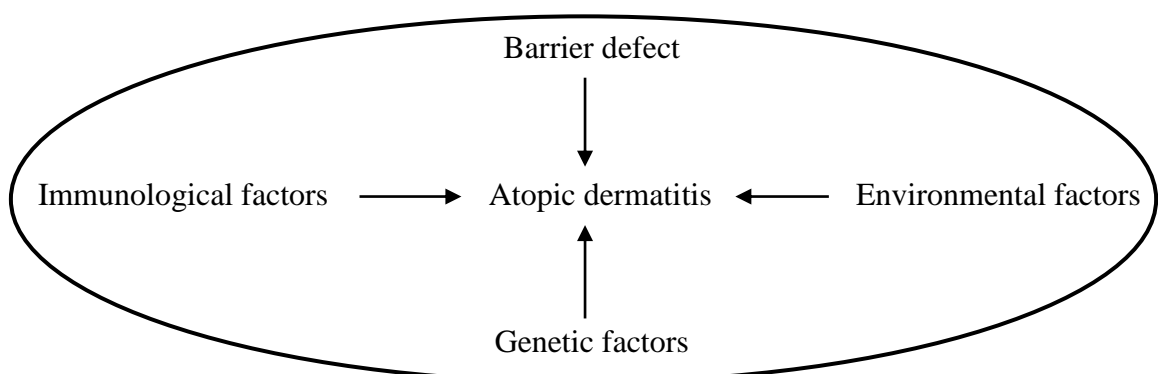 Barrier defect
Immunological factors
Atopic dermatitis
Environmental factors
Genetic factors